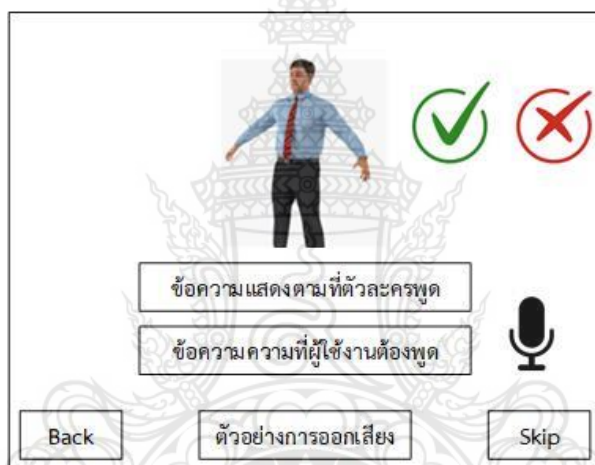 ข้อความแสดงตามที่ตัวละครพูด
ข้อความความที่ผู้ใช้งานต้องพูด
Back
ตัวอย่างการออกเสียง
Skip